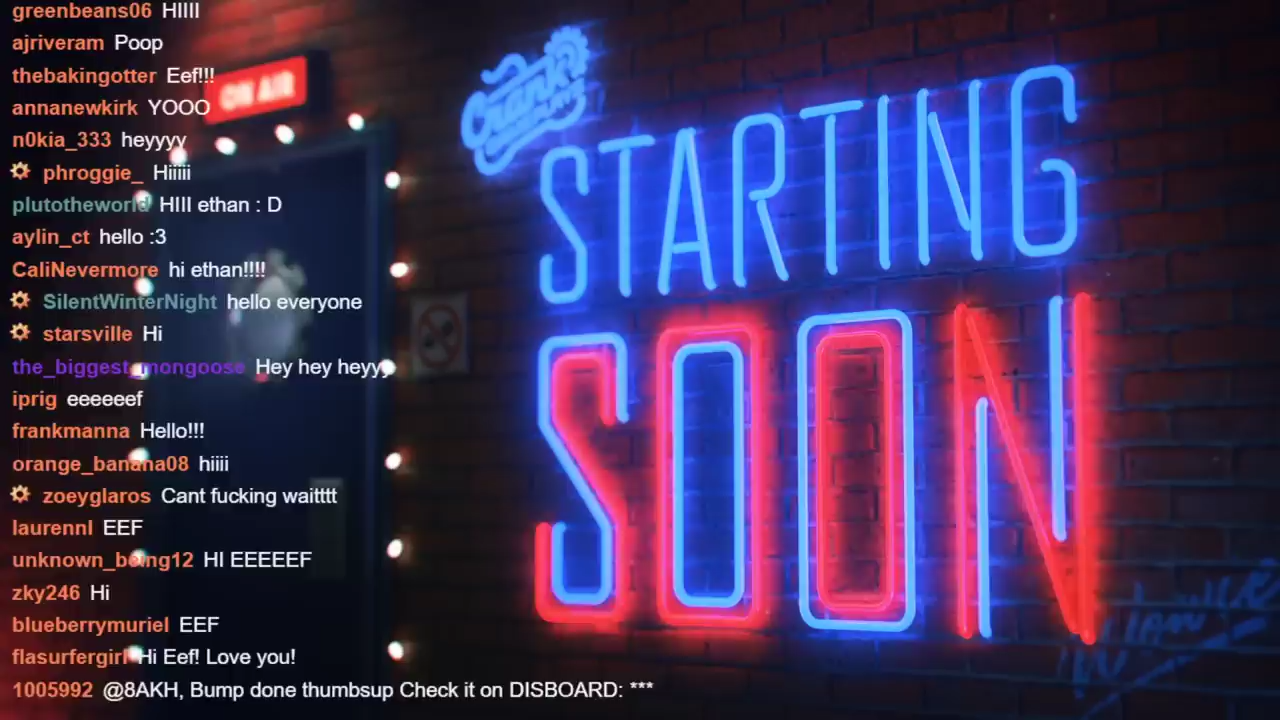 greenbeans06 HIIII
ajriveram Poop
thebakingotter Eef!!!
annanewkirk YOOO
n0kia_333 heyyyy
phroggie_ Hiiiii
plutotheworld HIII ethan : D
aylin_ct hello :3
CaliNevermore hi ethan!!!!
SilentWinterNight hello everyone
starsville Hi
the_biggest_mongoose Hey hey heyyy
iprig eeeeeef
frankmanna Hello!!!
orange_banana08 hiiii
zoeyglaros Cant fucking waitttt
laurennl EEF
unknown_being12 HI EEEEEF
zky246 Hi
blueberrymuriel EEF
flasurfergirl Hi Eef! Love you!
1005992 @8AKH, Bump done thumbsup Check it on DISBOARD: ***
ON AIR
Crank
STARTING
SOON